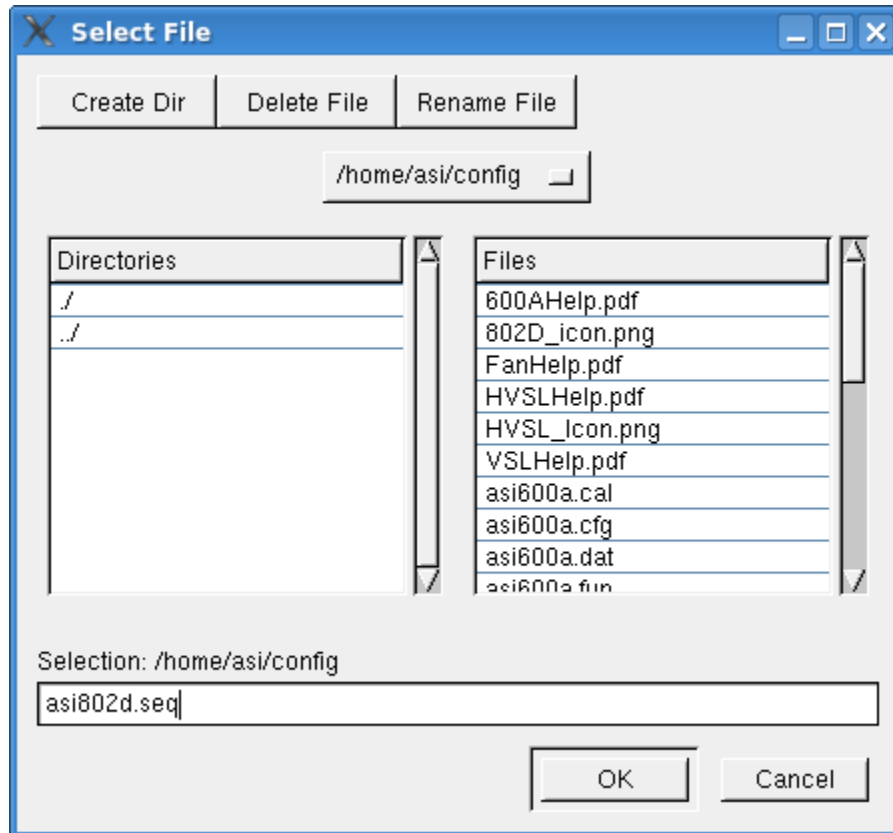 Select File
Create Dir
Delete File
Rename File
/home/asi/config
Directories
./
../
Files
600AHelp.pdf
802D_icon.png
FanHelp.pdf
HVSLHelp.pdf
HVSL_Icon.png
VSLHelp.pdf
asi600a.cal
asi600a.cfg
asi600a.dat
asi600a.fun
Selection: /home/asi/config
asi802d.seq
OK
Cancel